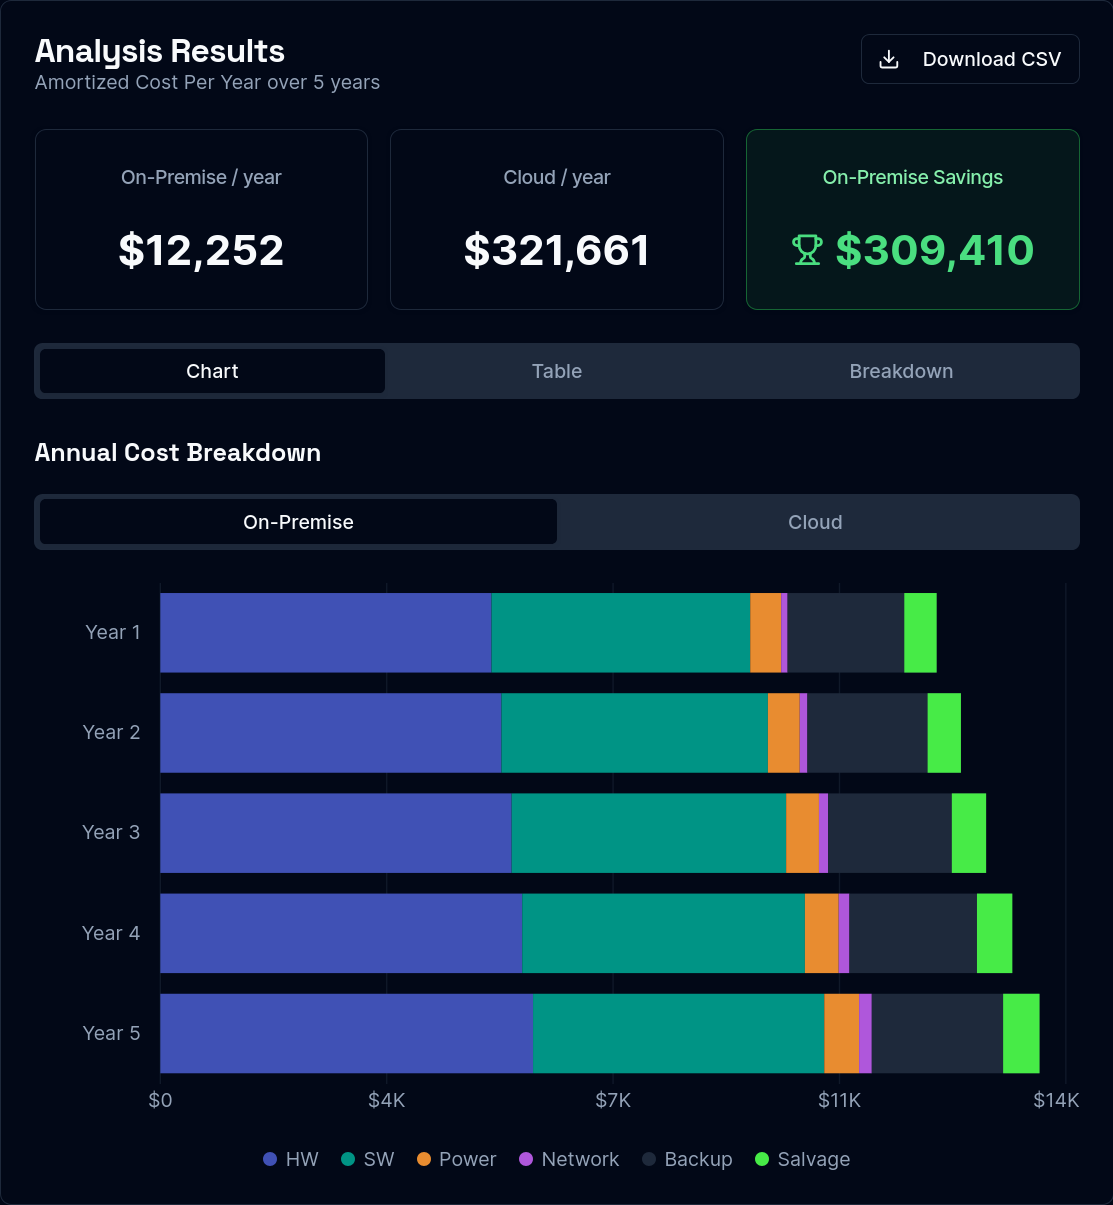 Analysis Results
Amortized Cost Per Year over 5 years
Download CSV
On-Premise / year
$12,252
Cloud / year
$321,661
On-Premise Savings
$309,410
Chart
Table
Breakdown
Annual Cost Breakdown
On-Premise
Cloud
Year 1
Year 2
Year 3
Year 4
Year 5
$0
$4K
$7K
$11K
$14K
HW
SW
Power
Network
Backup
Salvage